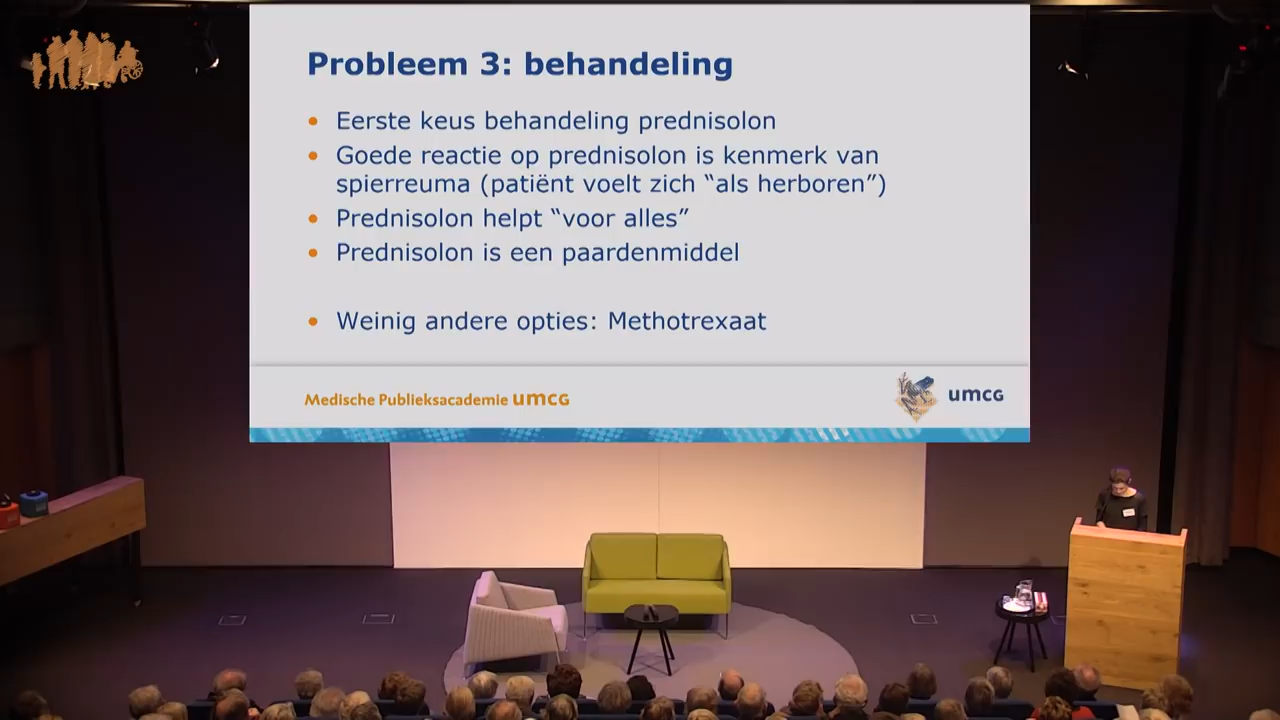 Probleem 3: behandeling
• Eerste keus behandeling prednisolon
• Goede reactie op prednisolon is kenmerk van
spierreuma (patiënt voelt zich “als herboren”)
• Prednisolon helpt “voor alles”
• Prednisolon is een paardenmiddel
• Weinig andere opties: Methotrexaat
Medische Publieksacademie umcg
umcg